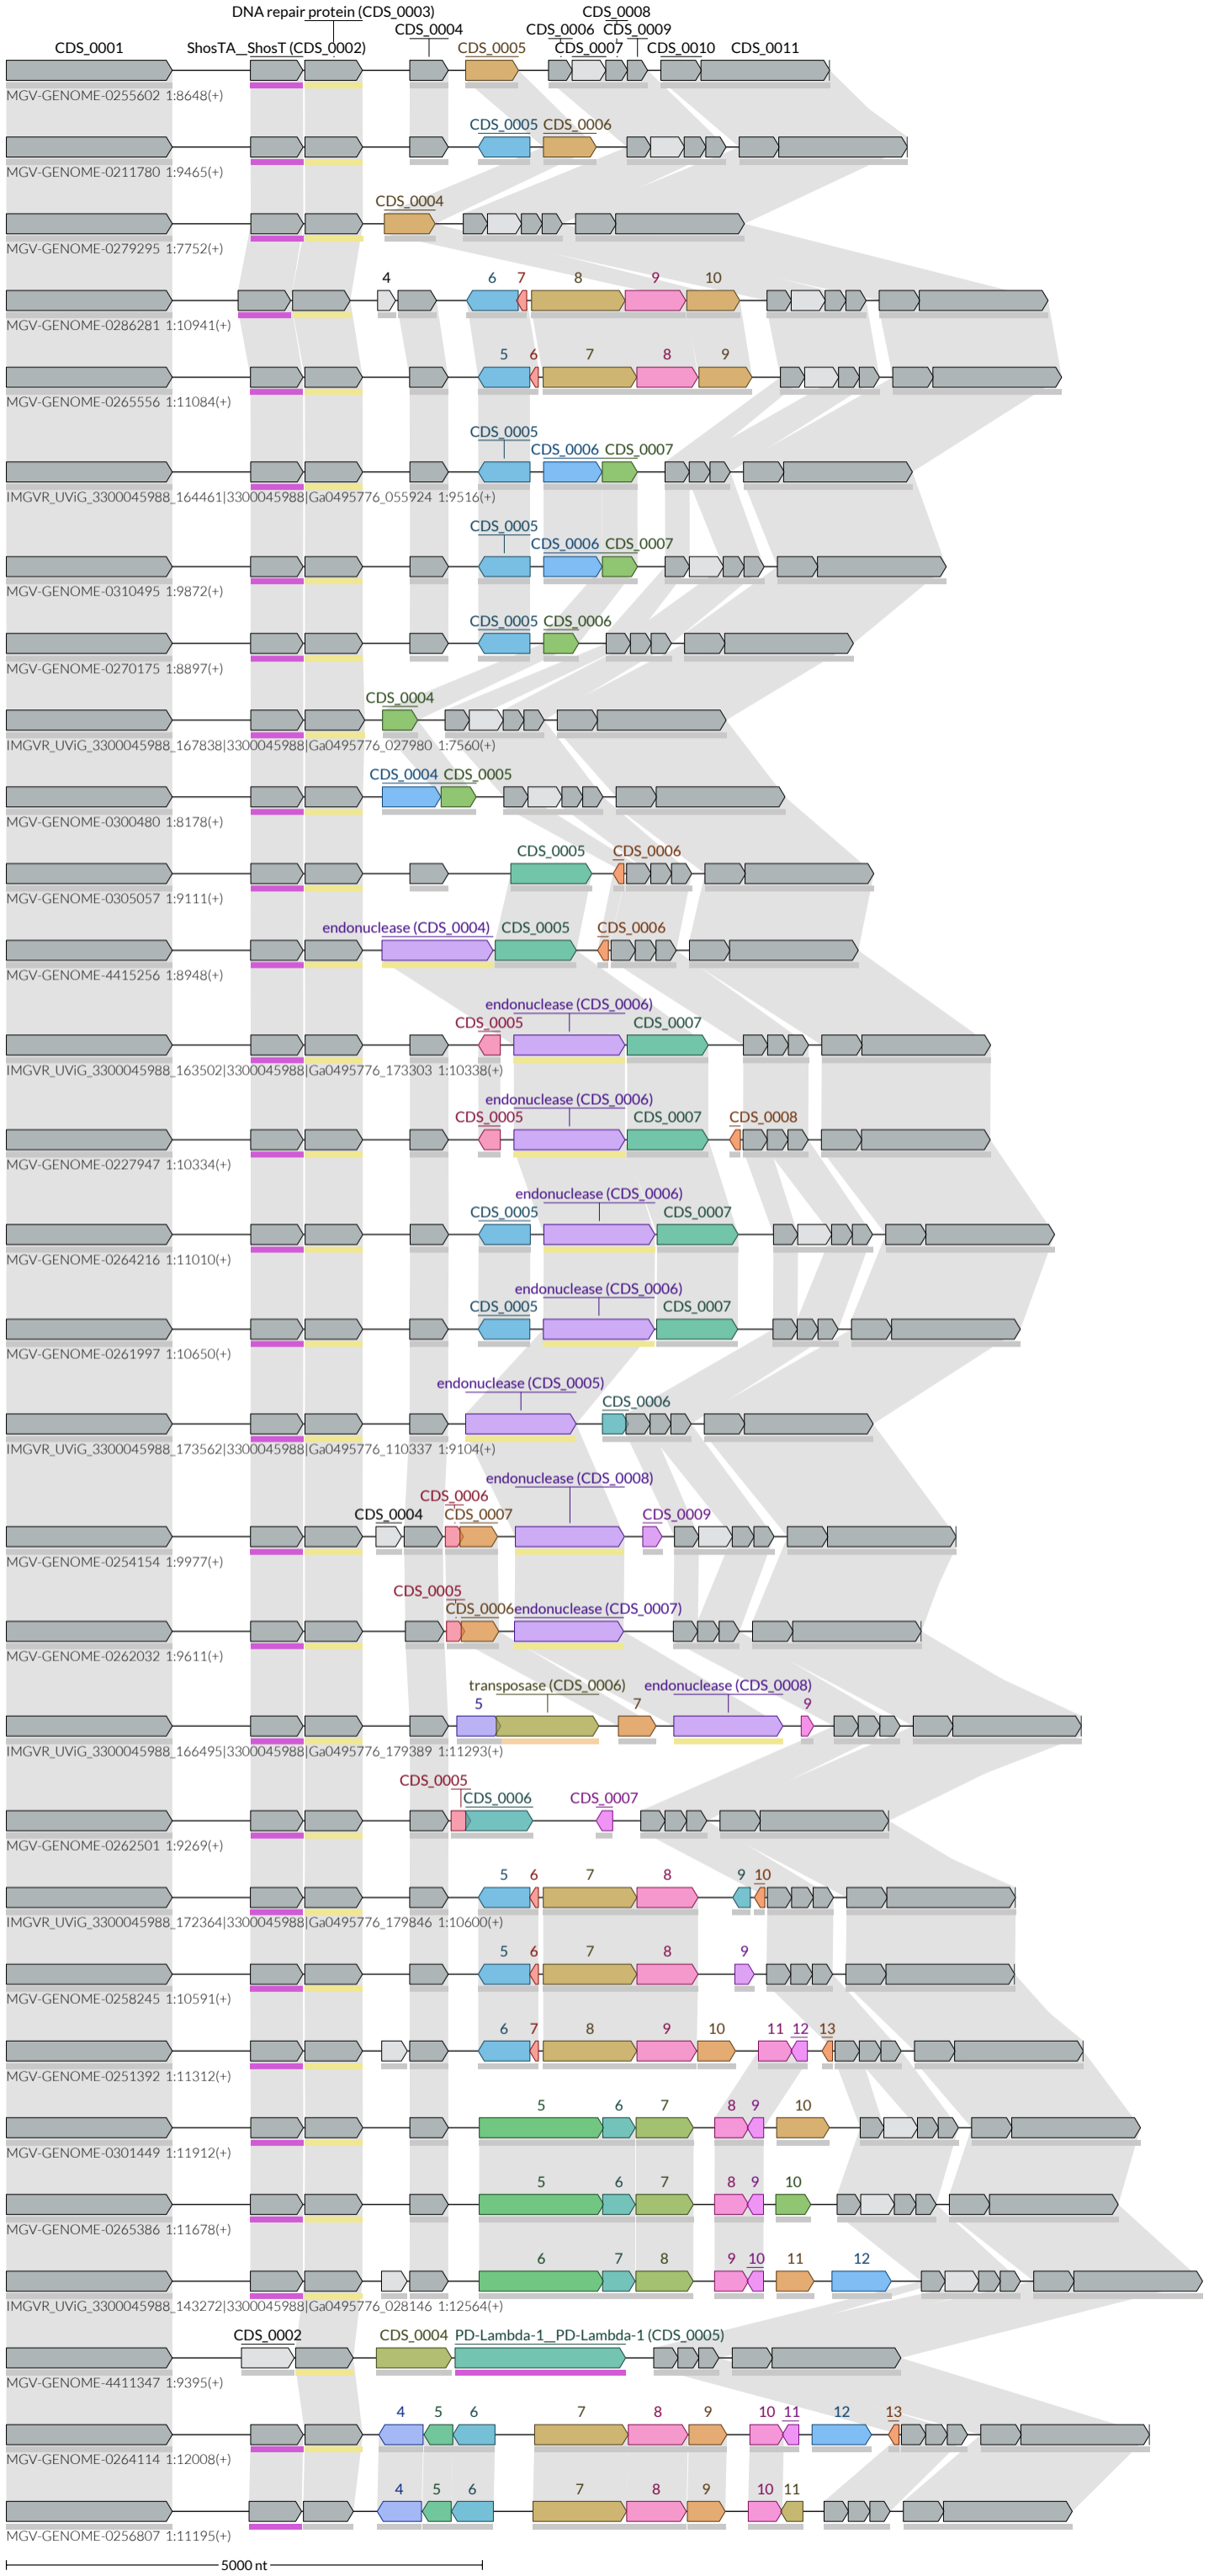 DNA repair protein (CDS_0003)
CDS_0008
CDS_0004
CDS_0006
CDS_0009
CDS_0001
ShosTA__ShosT (CDS_0002)
CDS_0005
CDS_0007
CDS_0010
CDS_0011
MGV-GENOME-0255602 1:8648(+)
CDS_0005 CDS_0006
MGV-GENOME-0211780 1:9465(+)
CDS_0004
MGV-GENOME-0279295 1:7752(+)
4 6 7 8 9 10
MGV-GENOME-0286281 1:10941(+)
5 6 7 8 9
MGV-GENOME-0265556 1:11084(+)
CDS_0005
CDS_0006 CDS_0007
IMGVR_UViG_3300045988_164461|3300045988|Ga0495776_055924 1:9516(+)
CDS_0005
CDS_0006 CDS_0007
MGV-GENOME-0310495 1:9872(+)
CDS_0005 CDS_0006
MGV-GENOME-0270175 1:8897(+)
CDS_0004
IMGVR_UViG_3300045988_167838|3300045988|Ga0495776_027980 1:7560(+)
CDS_0004 CDS_0005
MGV-GENOME-0300480 1:8178(+)
CDS_0005 CDS_0006
MGV-GENOME-0305057 1:9111(+)
endonuclease (CDS_0004) CDS_0005 CDS_0006
MGV-GENOME-4415256 1:8948(+)
endonuclease (CDS_0006)
CDS_0005 CDS_0007
IMGVR_UViG_3300045988_163502|3300045988|Ga0495776_173303 1:10338(+)
endonuclease (CDS_0006)
CDS_0005 CDS_0007 CDS_0008
MGV-GENOME-0227947 1:10334(+)
endonuclease (CDS_0006)
CDS_0005 CDS_0007
MGV-GENOME-0264216 1:11010(+)
endonuclease (CDS_0006)
CDS_0005 CDS_0007
MGV-GENOME-0261997 1:10650(+)
endonuclease (CDS_0005)
CDS_0006
IMGVR_UViG_3300045988_173562|3300045988|Ga0495776_110337 1:9104(+)
endonuclease (CDS_0008)
CDS_0006
CDS_0004 CDS_0007 CDS_0009
MGV-GENOME-0254154 1:9977(+)
CDS_0005
CDS_0006 endonuclease (CDS_0007)
MGV-GENOME-0262032 1:9611(+)
transposase (CDS_0006) endonuclease (CDS_0008)
5 7 9
IMGVR_UViG_3300045988_166495|3300045988|Ga0495776_179389 1:11293(+)
CDS_0005
CDS_0006 CDS_0007
MGV-GENOME-0262501 1:9269(+)
5 6 7 8 9 10
IMGVR_UViG_3300045988_172364|3300045988|Ga0495776_179846 1:10600(+)
5 6 7 8 9
MGV-GENOME-0258245 1:10591(+)
6 7 8 9 10 11 12 13
MGV-GENOME-0251392 1:11312(+)
5 6 7 8 9 10
MGV-GENOME-0301449 1:11912(+)
5 6 7 8 9 10
MGV-GENOME-0265386 1:11678(+)
6 7 8 9 10 11 12
IMGVR_UViG_3300045988_143272|3300045988|Ga0495776_028146 1:12564(+)
CDS_0002 CDS_0004 PD-Lambda-1__PD-Lambda-1 (CDS_0005)
MGV-GENOME-4411347 1:9395(+)
4 5 6 7 8 9 10 11 12 13
MGV-GENOME-0264114 1:12008(+)
4 5 6 7 8 9 10 11
MGV-GENOME-0256807 1:11195(+)
5000 nt